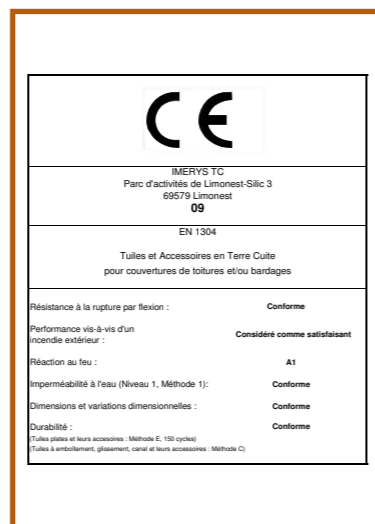 CE
IMERYS TC
Parc d'activités de Limonest-Silic 3
69579 Limonest
09
EN 1304
Tuiles et Accessoires en Terre Cuite
pour couvertures de toitures et/ou bardages
Résistance à la rupture par flexion : Conforme
Performance vis-à-vis d'un
incendie extérieur : Considéré comme satisfaisant
Réaction au feu : A1
Imperméabilité à l'eau (Niveau 1, Méthode 1): Conforme
Dimensions et variations dimensionnelles : Conforme
Durabilité : Conforme
(Tuiles plates et leurs accesoires : Méthode E, 150 cycles)
(Tuiles à emboîtement, glissement, canal et leurs accessoires : Méthode C)